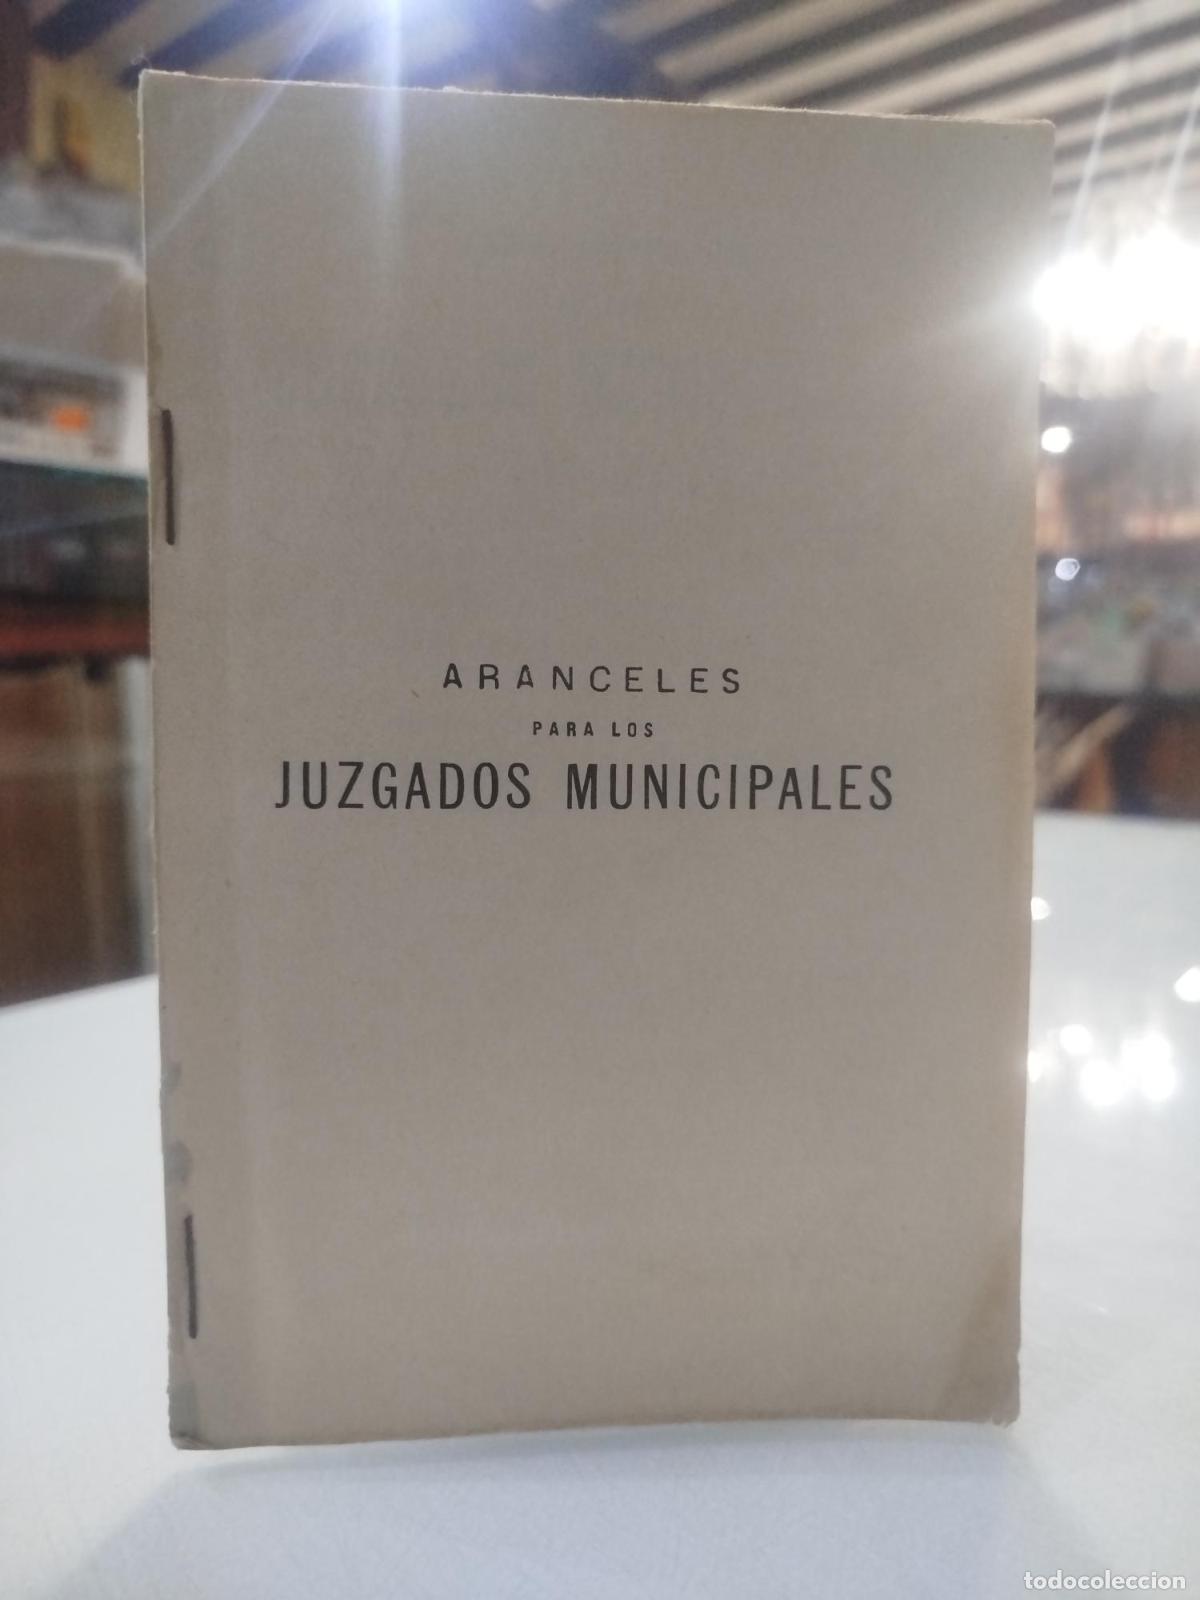 ARANCELES
PARA LOS
JUZGADOS MUNICIPALES
todocoleccion